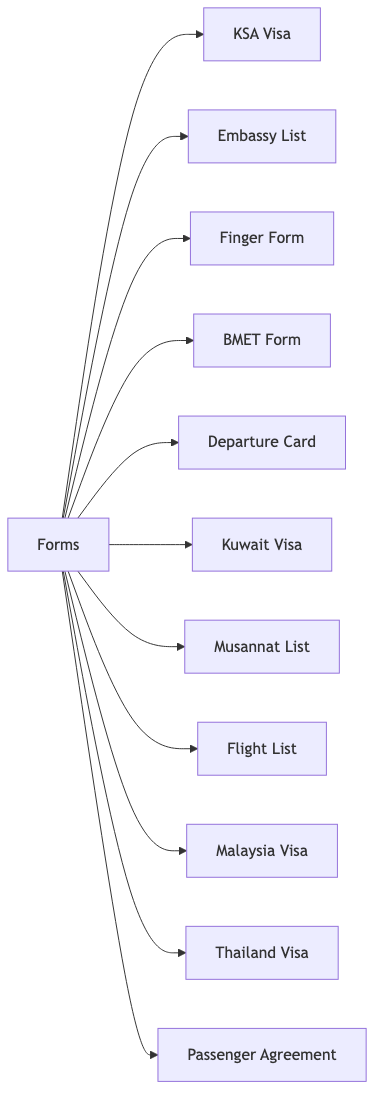 KSA Visa
Embassy List
Finger Form
BMET Form
Departure Card
Forms
Kuwait Visa
Musannat List
Flight List
Malaysia Visa
Thailand Visa
Passenger Agreement